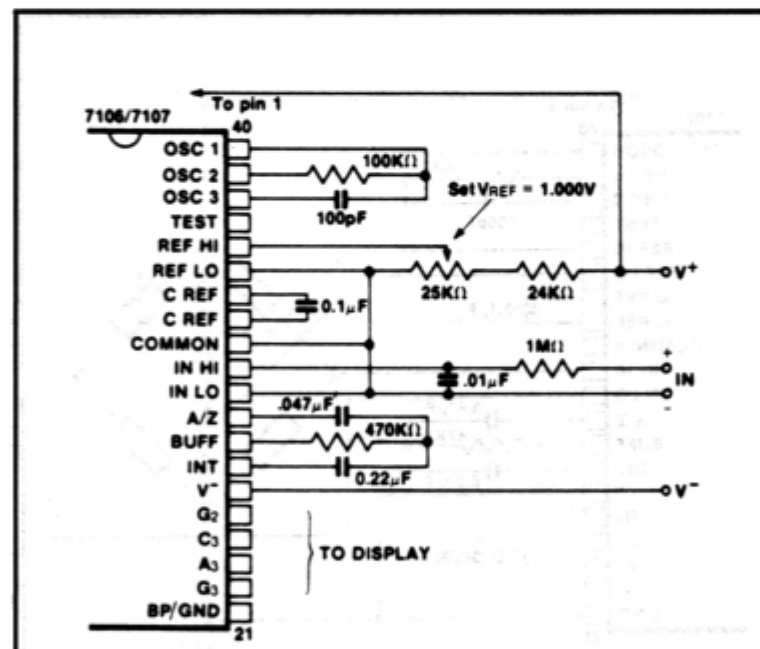 To pin 1
7106/7107
40
OSC 1
OSC 2
100KΩ
OSC 3
100pF
Set VREF = 1.000V
TEST
REF HI
REF LO
25KΩ
24KΩ
V+
C REF
0.1μF
C REF
COMMON
1MΩ
+
IN HI
.01μF
IN
IN LO
-
A/Z
.047μF
BUFF
470KΩ
INT
0.22μF
V-
V-
G2
C3
TO DISPLAY
A3
G3
BP/GND
21